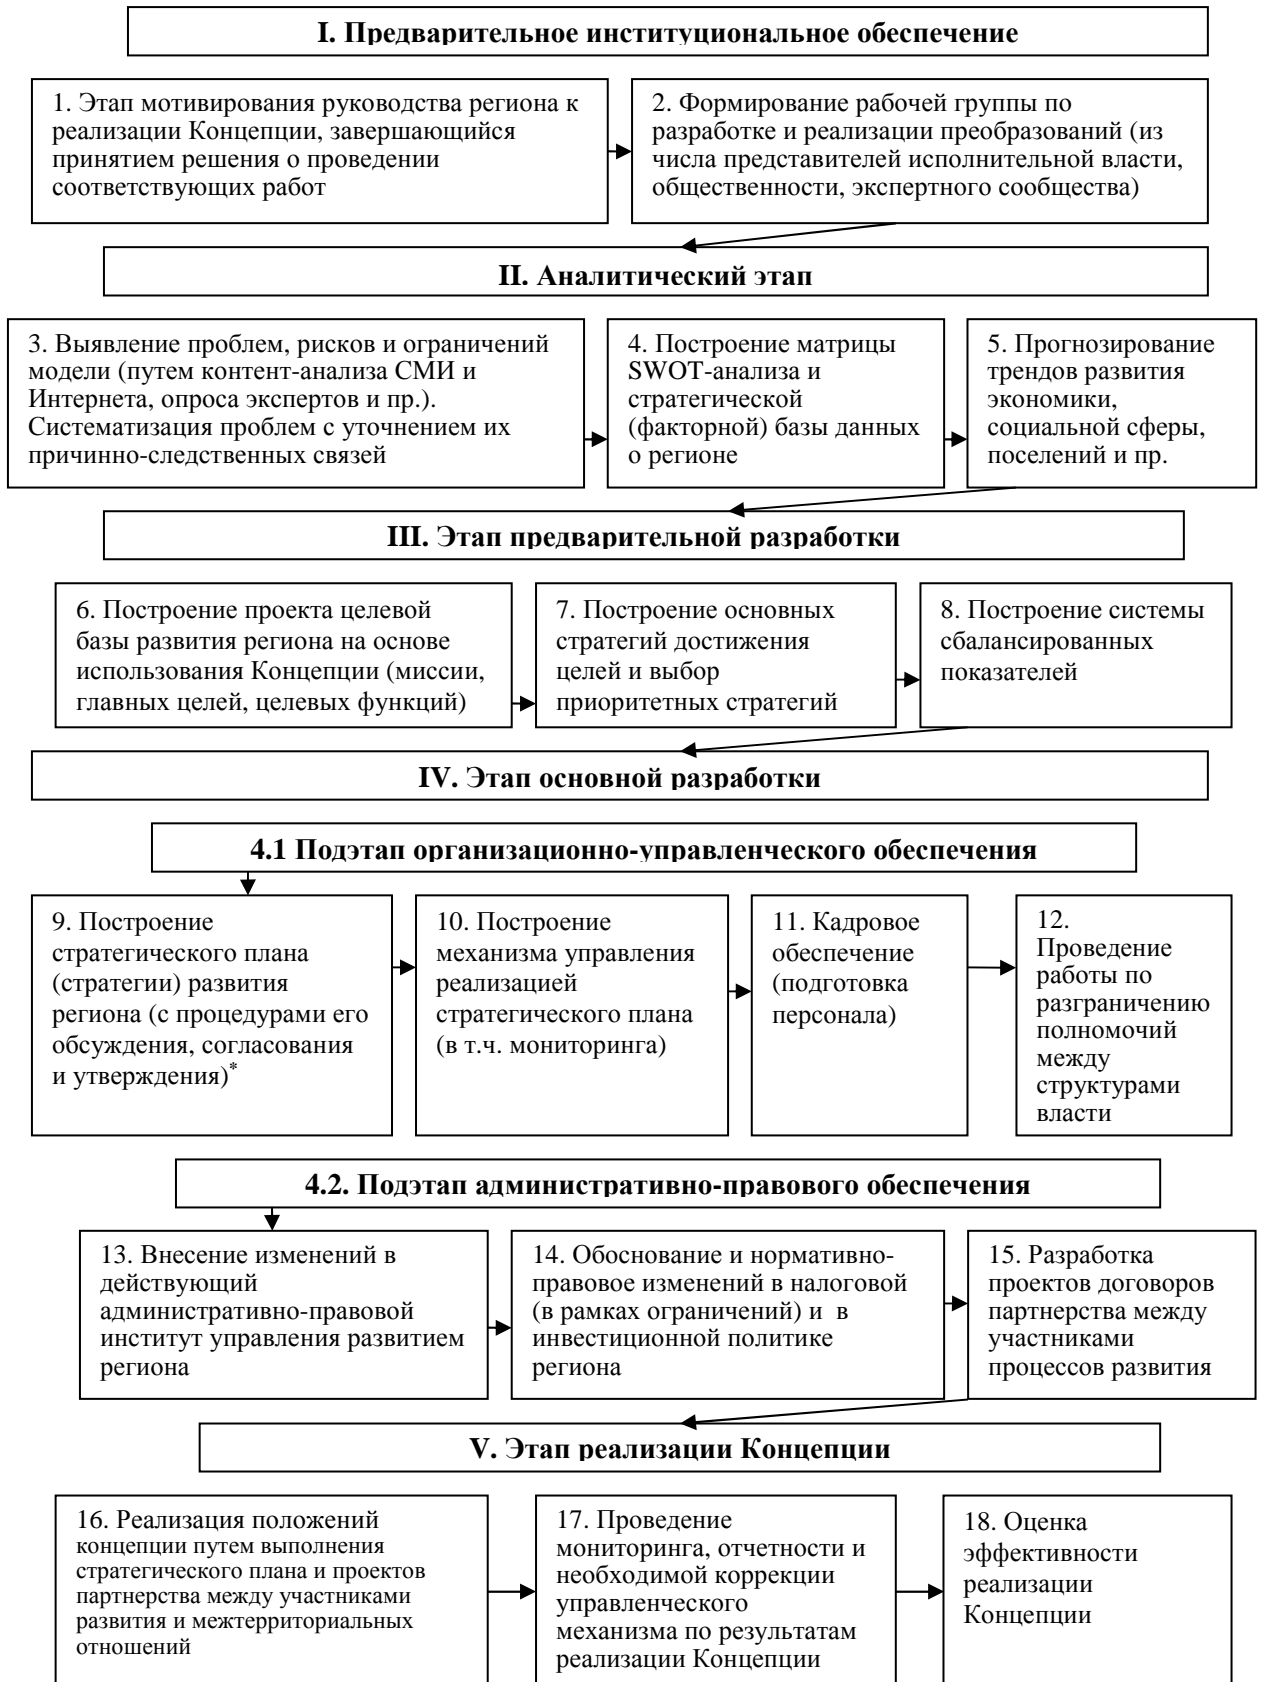 I. Предварительное институциональное обеспечение
1. Этап мотивирования руководства региона к
реализации Концепции, завершающийся
принятием решения о проведении
соответствующих работ
2. Формирование рабочей группы по
разработке и реализации преобразований (из
числа представителей исполнительной власти,
общественности, экспертного сообщества)
II. Аналитический этап
3. Выявление проблем, рисков и ограничений
модели (путем контент-анализа СМИ и
Интернета, опроса экспертов и пр.).
Систематизация проблем с уточнением их
причинно-следственных связей
4. Построение матрицы
SWOT-анализа и
стратегической
(факторной) базы данных
о регионе
5. Прогнозирование
трендов развития
экономики,
социальной сферы,
поселений и пр.
III. Этап предварительной разработки
6. Построение проекта целевой
базы развития региона на основе
использования Концепции (миссии,
главных целей, целевых функций)
7. Построение основных
стратегий достижения
целей и выбор
приоритетных стратегий
8. Построение системы
сбалансированных
показателей
IV. Этап основной разработки
4.1 Подэтап организационно-управленческого обеспечения
9. Построение
стратегического плана
(стратегии) развития
региона (с процедурами его
обсуждения, согласования
и утверждения)*
10. Построение
механизма управления
реализацией
стратегического плана
(в т.ч. мониторинга)
11. Кадровое
обеспечение
(подготовка
персонала)
12.
Проведение
работы по
разграничению
полномочий
между
структурами
власти
4.2. Подэтап административно-правового обеспечения
13. Внесение изменений в
действующий
административно-правовой
институт управления развитием
региона
14. Обоснование и нормативно-
правовое изменений в налоговой
(в рамках ограничений) и в
инвестиционной политике
региона
15. Разработка
проектов договоров
партнерства между
участниками
процессов развития
V. Этап реализации Концепции
16. Реализация положений
концепции путем выполнения
стратегического плана и проектов
партнерства между участниками
развития и межтерриториальных
отношений
17. Проведение
мониторинга, отчетности и
необходимой коррекции
управленческого
механизма по результатам
реализации Концепции
18. Оценка
эффективности
реализации
Концепции